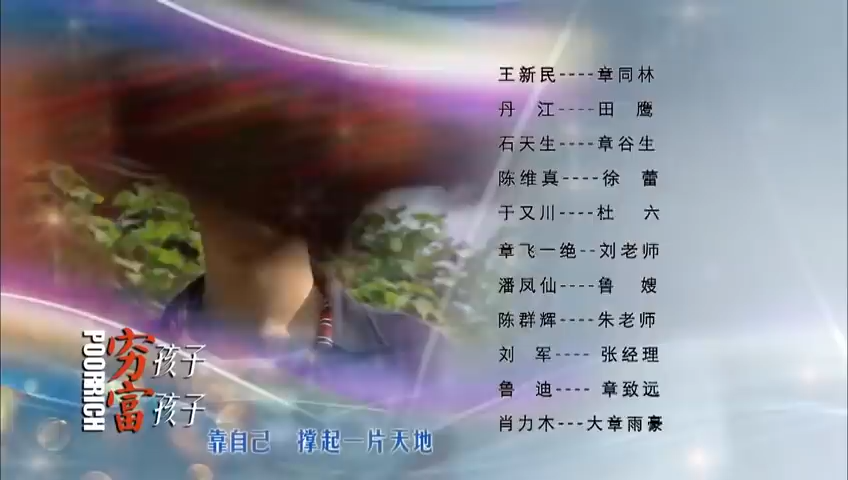 王新民----章同林
丹 江----田 鹰
石天生----章谷生
陈维真----徐 蕾
于又川----杜 六
章飞一绝--刘老师
潘凤仙----鲁 嫂
陈群辉----朱老师
刘 军---- 张经理
鲁 迪---- 章致远
肖力木---大章雨豪
POORRICH
穷孩子
富孩子
靠自己 撑起一片天地